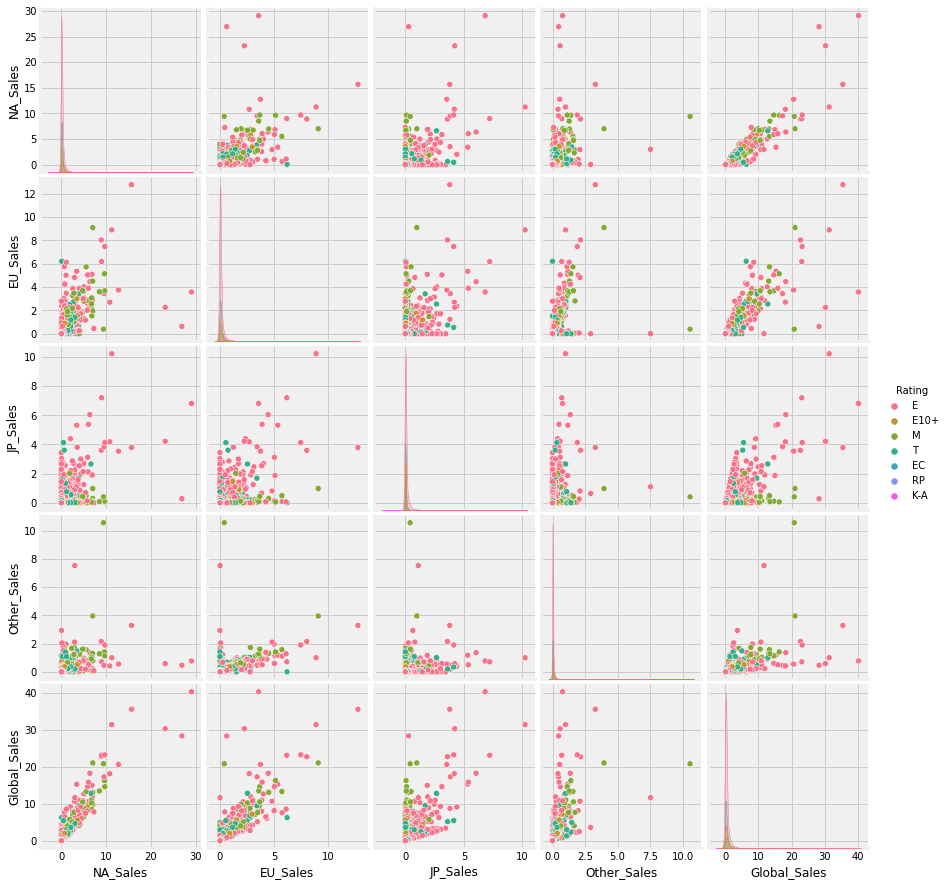 30
25
20
15
10
5
0
NA_Sales
12
10
8
6
4
2
0
EU_Sales
10
8
6
4
2
0
JP_Sales
Rating
E
E10+
M
T
EC
RP
K-A
10
8
6
4
2
0
Other_Sales
40
30
20
10
0
Global_Sales
0 20 30
0 5 10
0 5 10
0.0 2.5 5.0 7.5 10.0
0 10 20 30 40
NA_Sales
EU_Sales
JP_Sales
Other_Sales
Global_Sales